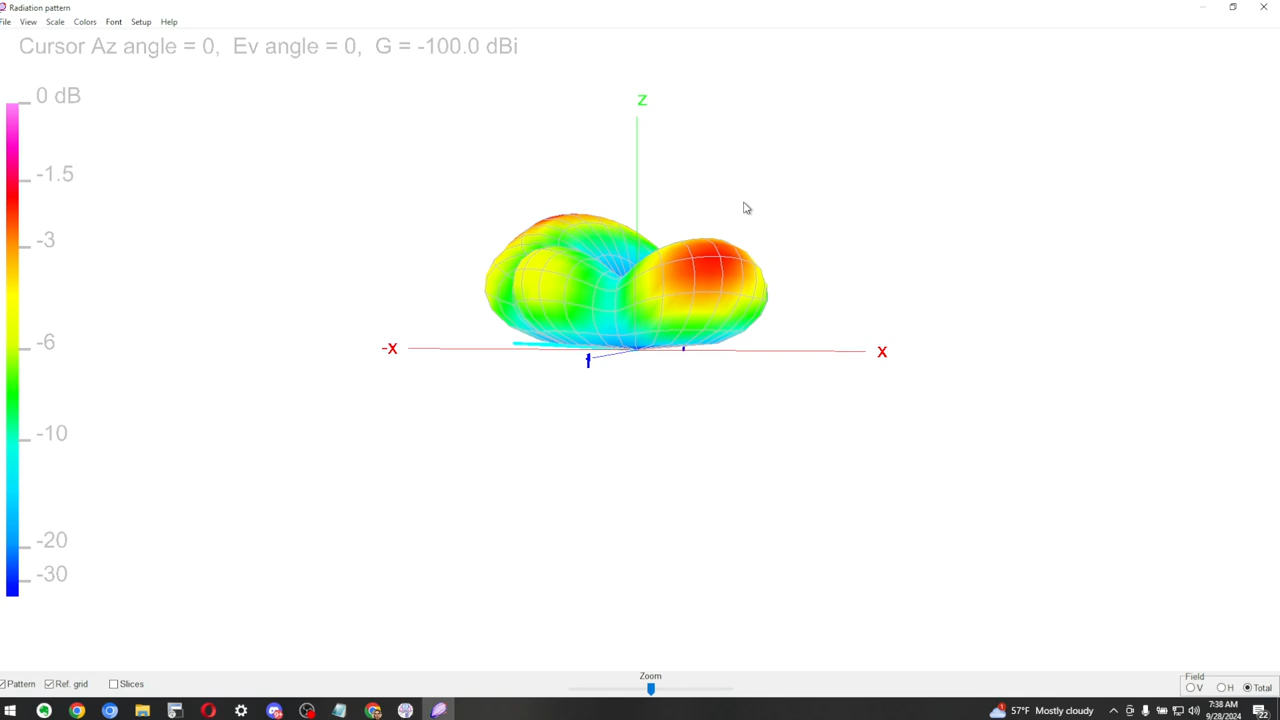 Radiation pattern
File View Scale Colors Font Setup Help
Cursor Az angle = 0, Ev angle = 0, G = -100.0 dBi
0 dB
-1.5
-3
-6
-10
-20
-30
Z
-X
X
Pattern Ref. grid Slices
Zoom
Field
V H Total
57°F Mostly cloudy
7:38 AM
9/28/2024
22